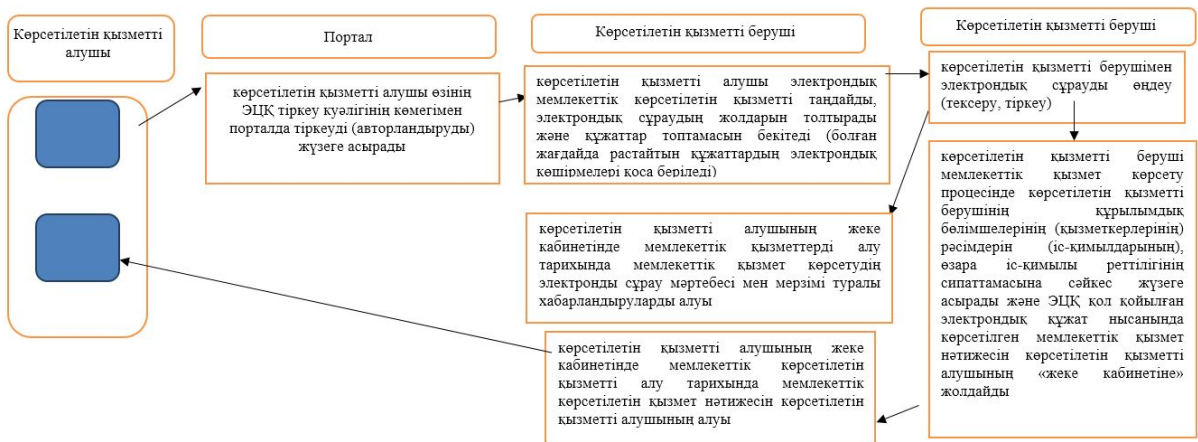 Көрсетілетін қызметті
алушы
Портал
Көрсетілетін қызметті беруші
Көрсетілетін қызметті беруші
көрсетілетін қызметті алушы өзінің
ЭЦҚ тіркеу куәлігінің көмегімен
порталда тіркеуді (авторландыруды)
жүзеге асырады
көрсетілетін қызметті алушы электрондық
мемлекеттік көрсетілетін қызметті таңдайды,
электрондық сұраудың жолдарын толтырады
және құжаттар топтамасын бекітеді (болған
жағдайда растайтын құжаттардың электрондық
көшірмелері қоса беріледі)
көрсетілетін қызметті берушімен
электрондық сұрауды өңдеу
(тексеру, тіркеу)
көрсетілетін қызметті алушының жеке
кабинетінде мемлекеттік қызметтерді алу
тарихында мемлекеттік қызмет көрсетудің
электронды сұрау мәртебесі мен мерзімі туралы
хабарландыруларды алуы
көрсетілетін қызметті беруші
мемлекеттік қызмет көрсету
процесінде көрсетілетін қызметті
берушінің құрылымдық
бөлімшелерінің (қызметкерлерінің)
рәсімдерін (іс-қимылдарының),
өзара іс-қимылы реттілігінің
сипаттамасына сәйкес жүзеге
асырады және ЭЦҚ қол қойылған
электрондық құжат нысанында
көрсетілген мемлекеттік қызмет
нәтижесін көрсетілетін қызметті
алушының «жеке кабинетіне»
жолдайды
көрсетілетін қызметті алушының жеке
кабинетінде мемлекеттік көрсетілетін
қызметті алу тарихында мемлекеттік
көрсетілетін қызмет нәтижесін көрсетілетін
қызметті алушының алуы